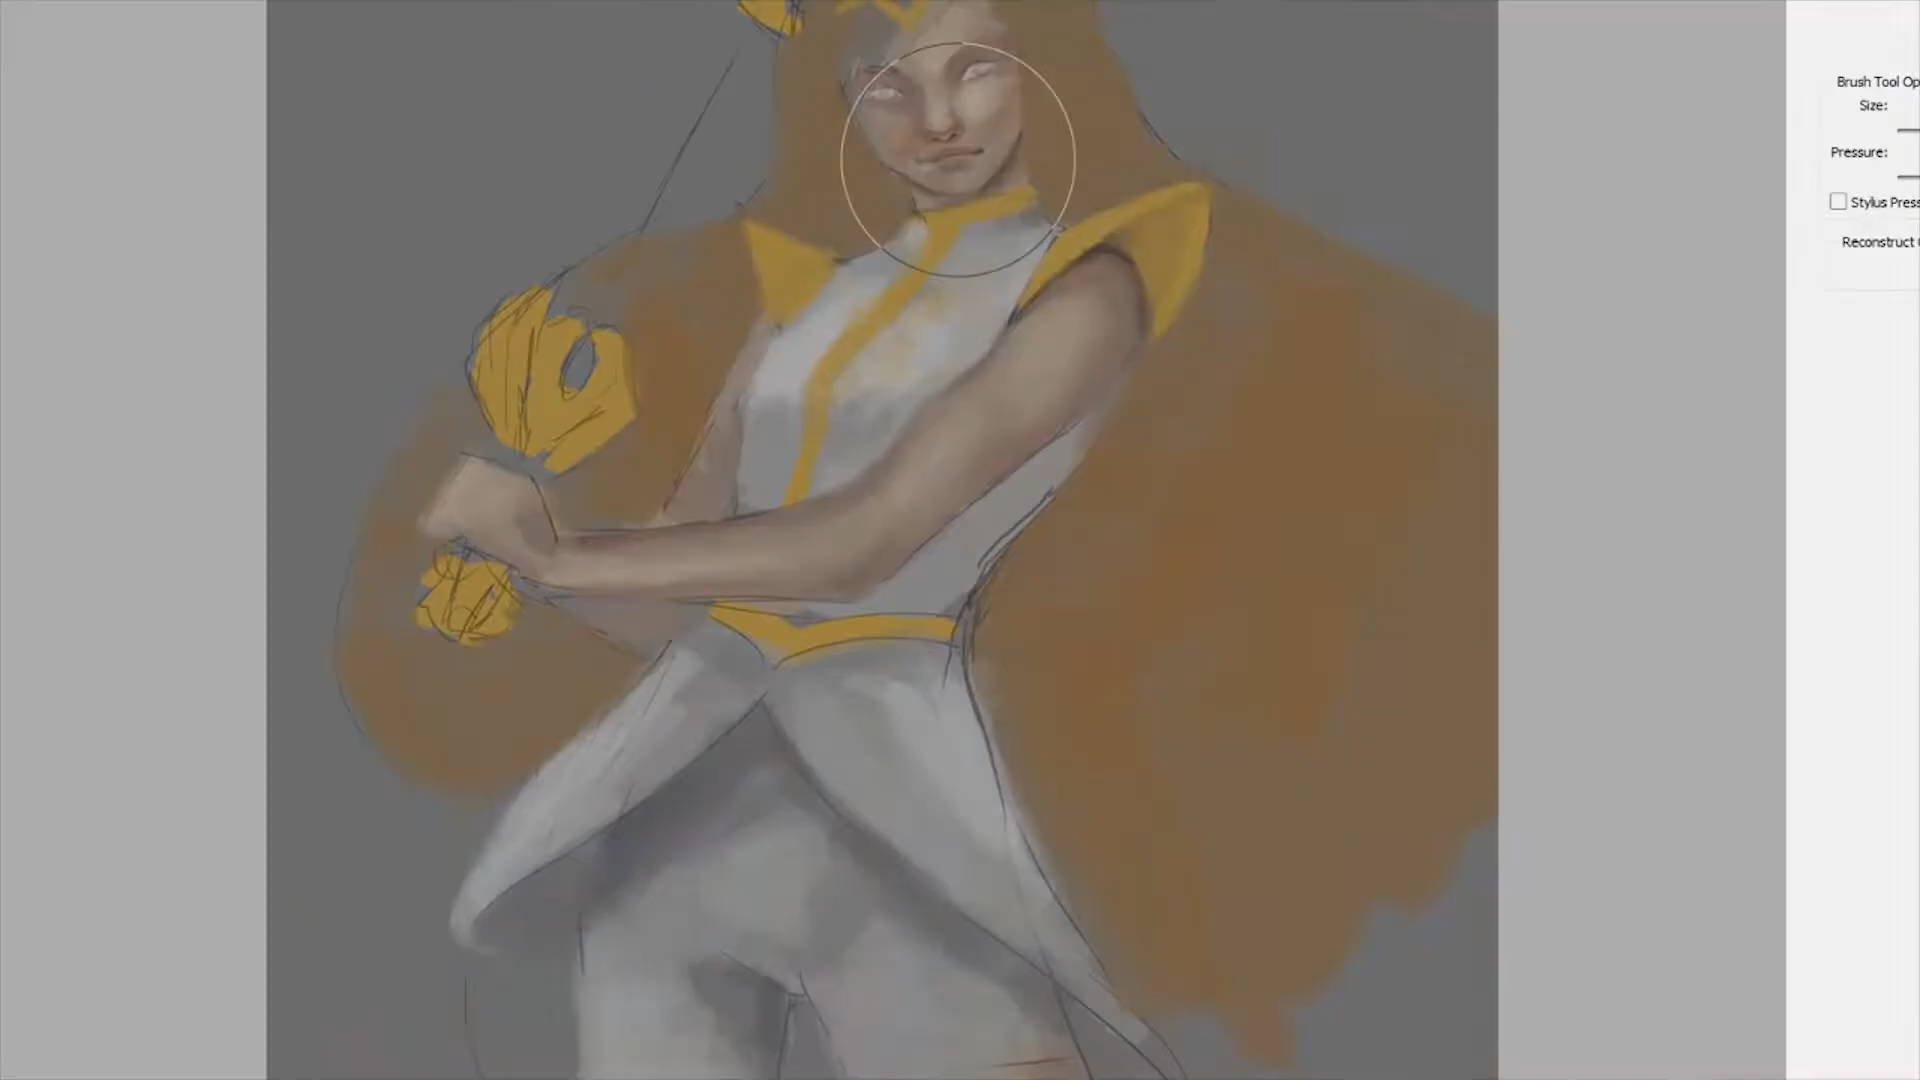 Brush Tool Op
Size:
Pressure:
Stylus Press
Reconstruct